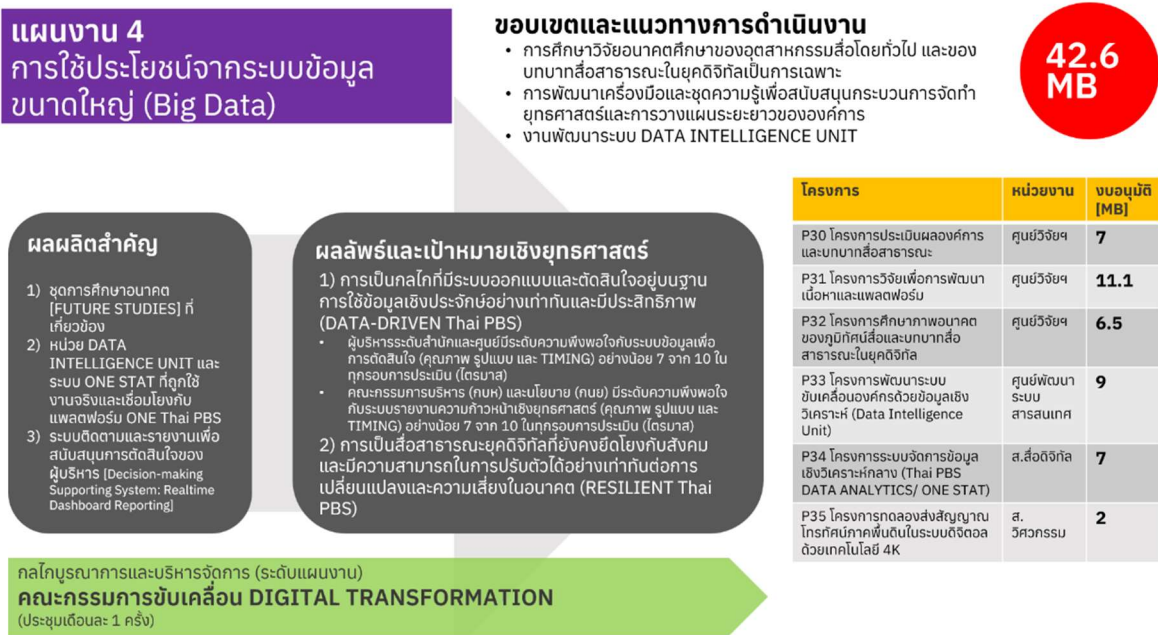 แผนงาน 4
การใช้ประโยชน์จากระบบข้อมูล
ขนาดใหญ่ (Big Data)
ขอบเขตและแนวทางการดำเนินงาน
• การศึกษาวิจัยอนาคตศึกษาของอุตสาหกรรมสื่อโดยทั่วไป และของ
บทบาทสื่อสาธารณะในยุคดิจิทัลเป็นการเฉพาะ
• การพัฒนาเครื่องมือและชุดความรู้เพื่อสนับสนุนกระบวนการจัดทำ
ยุทธศาสตร์และการวางแผนระยะยาวขององค์การ
• งานพัฒนาระบบ DATA INTELLIGENCE UNIT
42.6
MB
ผลผลิตสำคัญ
1) ชุดการศึกษาอนาคต
[FUTURE STUDIES] ที่
เกี่ยวข้อง
2) หน่วย DATA
INTELLIGENCE UNIT และ
ระบบ ONE STAT ที่ถูกใช้
งานจริงและเชื่อมโยงกับ
แพลตฟอร์ม ONE Thai PBS
3) ระบบติดตามและรายงานเพื่อ
สนับสนุนการตัดสินใจของ
ผู้บริหาร [Decision-making
Supporting System: Realtime
Dashboard Reporting]
ผลลัพธ์และเป้าหมายเชิงยุทธศาสตร์
1) การเป็นกลไกที่มีระบบออกแบบและตัดสินใจอยู่บนฐาน
การใช้ข้อมูลเชิงประจักษ์อย่างเท่าทันและมีประสิทธิภาพ
(DATA-DRIVEN Thai PBS)
• ผู้บริหารระดับสำนักและศูนย์มีระดับความพึงพอใจกับระบบข้อมูลเพื่อ
การตัดสินใจ (คุณภาพ รูปแบบ และ TIMING) อย่างน้อย 7 จาก 10 ใน
ทุกรอบการประเมิน (ไตรมาส)
• คณะกรรมการบริหาร (กบห) และนโยบาย (กนย) มีระดับความพึงพอใจ
กับระบบรายงานความก้าวหน้าเชิงยุทธศาสตร์ (คุณภาพ รูปแบบ และ
TIMING) อย่างน้อย 7 จาก 10 ในทุกรอบการประเมิน (ไตรมาส)
2) การเป็นสื่อสาธารณะยุคดิจิทัลที่ยังคงยึดโยงกับสังคม
และมีความสามารถในการปรับตัวได้อย่างเท่าทันต่อการ
เปลี่ยนแปลงและความเสี่ยงในอนาคต (RESILIENT Thai
PBS)
โครงการ หน่วยงาน งบอนุมัติ
[MB]
P30 โครงการประเมินผลองค์การ ศูนย์วิจัยฯ 7
และบทบาทสื่อสาธารณะ
P31 โครงการวิจัยเพื่อการพัฒนา ศูนย์วิจัยฯ 11.1
เนื้อหาและแพลตฟอร์ม
P32 โครงการศึกษาภาพอนาคต ศูนย์วิจัยฯ 6.5
ของภูมิทัศน์สื่อและบทบาทสื่อ
สาธารณะในยุคดิจิทัล
P33 โครงการพัฒนาระบบ ศูนย์พัฒนา 9
ขับเคลื่อนองค์กรด้วยข้อมูลเชิง ระบบ
วิเคราะห์ (Data Intelligence สารสนเทศ
Unit)
P34 โครงการระบบจัดการข้อมูล ส.สื่อดิจิทัล 7
เชิงวิเคราะห์กลาง (Thai PBS
DATA ANALYTICS/ ONE STAT)
P35 โครงการทดลองส่งสัญญาณ ส. 2
โทรทัศน์ภาคพื้นดินในระบบดิจิตอล วิศวกรรม
ด้วยเทคโนโลยี 4K
กลไกบูรณาการและบริหารจัดการ (ระดับแผนงาน)
คณะกรรมการขับเคลื่อน DIGITAL TRANSFORMATION
(ประชุมเดือนละ 1 ครั้ง)